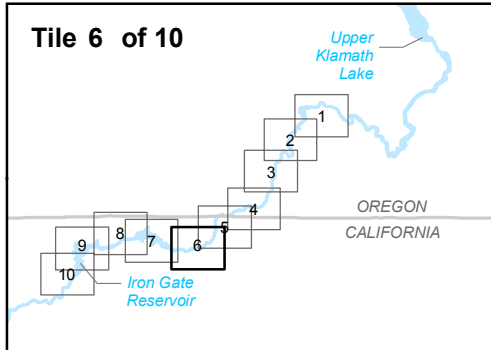 Tile 6 of 10
Upper
Klamath
Lake
1
2
3
OREGON
4
5
CALIFORNIA
8
7
6
9
10
Iron Gate
Reservoir